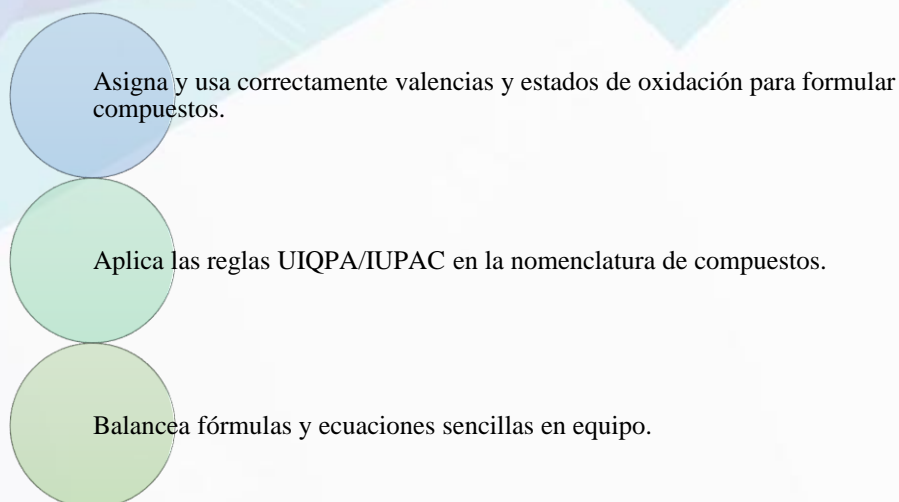 Asigna y usa correctamente valencias y estados de oxidación para formular
compuestos.
Aplica las reglas UIQPA/IUPAC en la nomenclatura de compuestos.
Balancea fórmulas y ecuaciones sencillas en equipo.